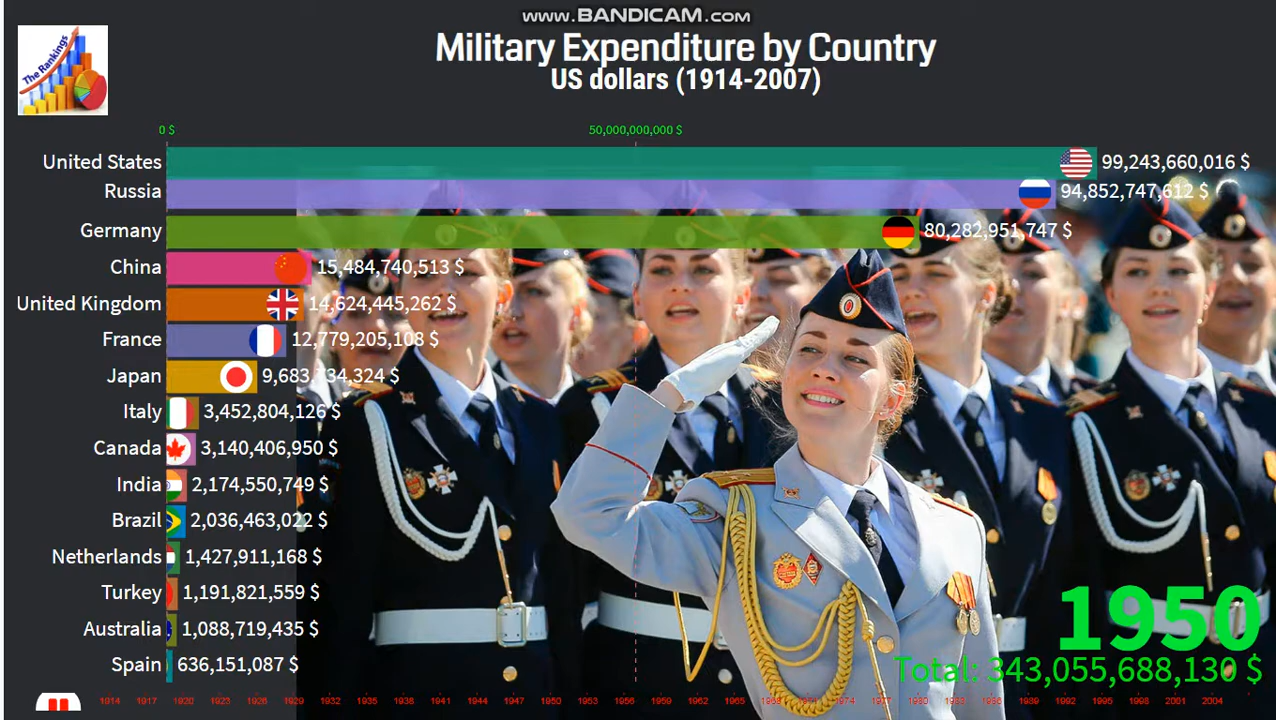 www.BANDICAM.com
The Rankings
Military Expenditure by Country
US dollars (1914-2007)
0 $ 50,000,000,000 $
United States 99,243,660,016 $
Russia 94,852,747,612 $
Germany 80,282,951,747 $
China 15,484,740,513 $
United Kingdom 14,624,445,262 $
France 12,779,205,108 $
Japan
Italy 3,452,804,126 $
Canada 3,140,406,950 $
India 2,174,550,749 $
Brazil 2,036,463,022 $
Netherlands 1,427,911,168 $
Turkey 1,191,821,559 $
Australia 1,088,719,435 $
Spain 636,151,087 $
1950
Total: 343,055,688,130 $
1914 1917 1920 1923 1926 1929 1932 1935 1938 1941 1944 1947 1950 1953 1956 1959 1962 1965 1968 1971 1974 1977 1980 1983 1986 1989 1992 1995 1998 2001 2004